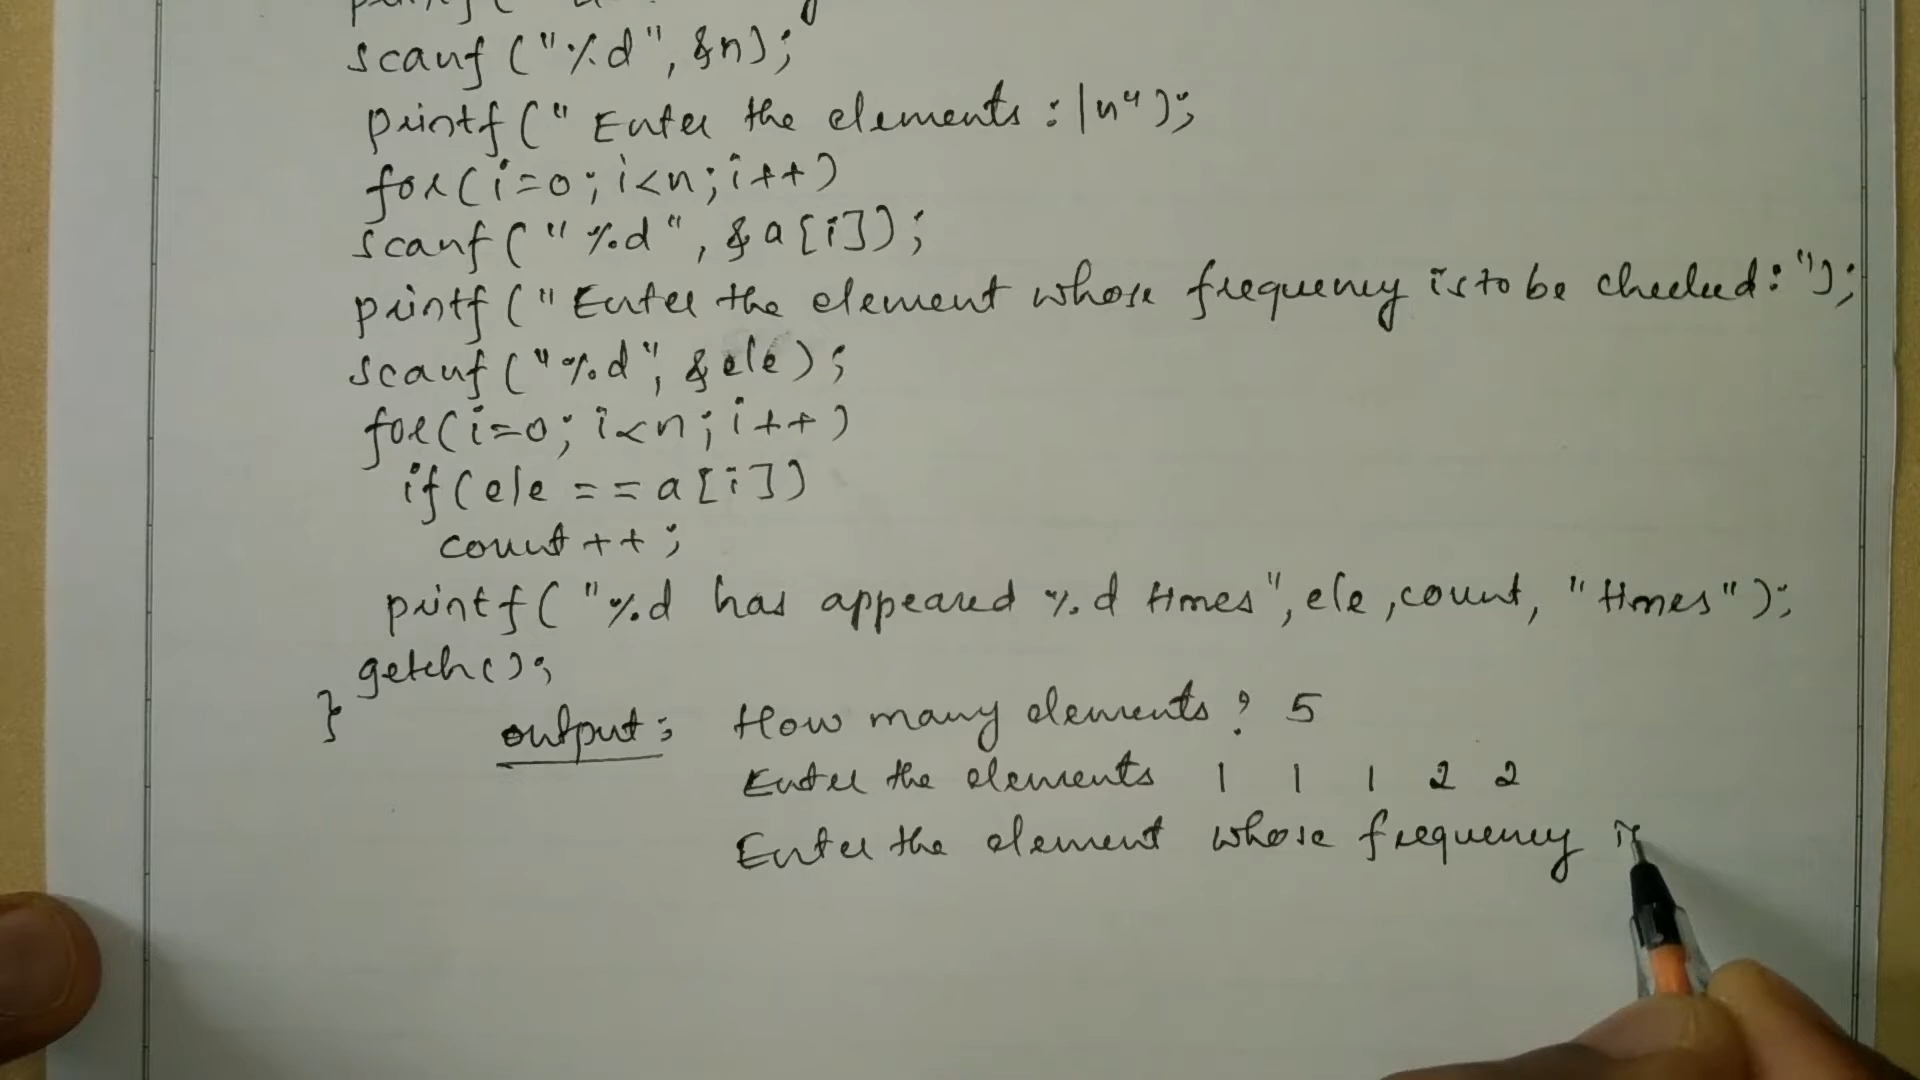 scanf("%d", &n);
printf("Enter the elements :\n");
for(i=0; i<n; i++)
scanf("%d", &a[i]);
printf("Enter the element whose frequency is to be checked: ");
scanf("%d", &ele);
for(i=0; i<n; i++)
if(ele == a[i])
count++;
printf("%d has appeared %d times", ele, count, "times");
getch();
}
output: How many elements? 5
Enter the elements 1 1 1 2 2
Enter the element whose frequency